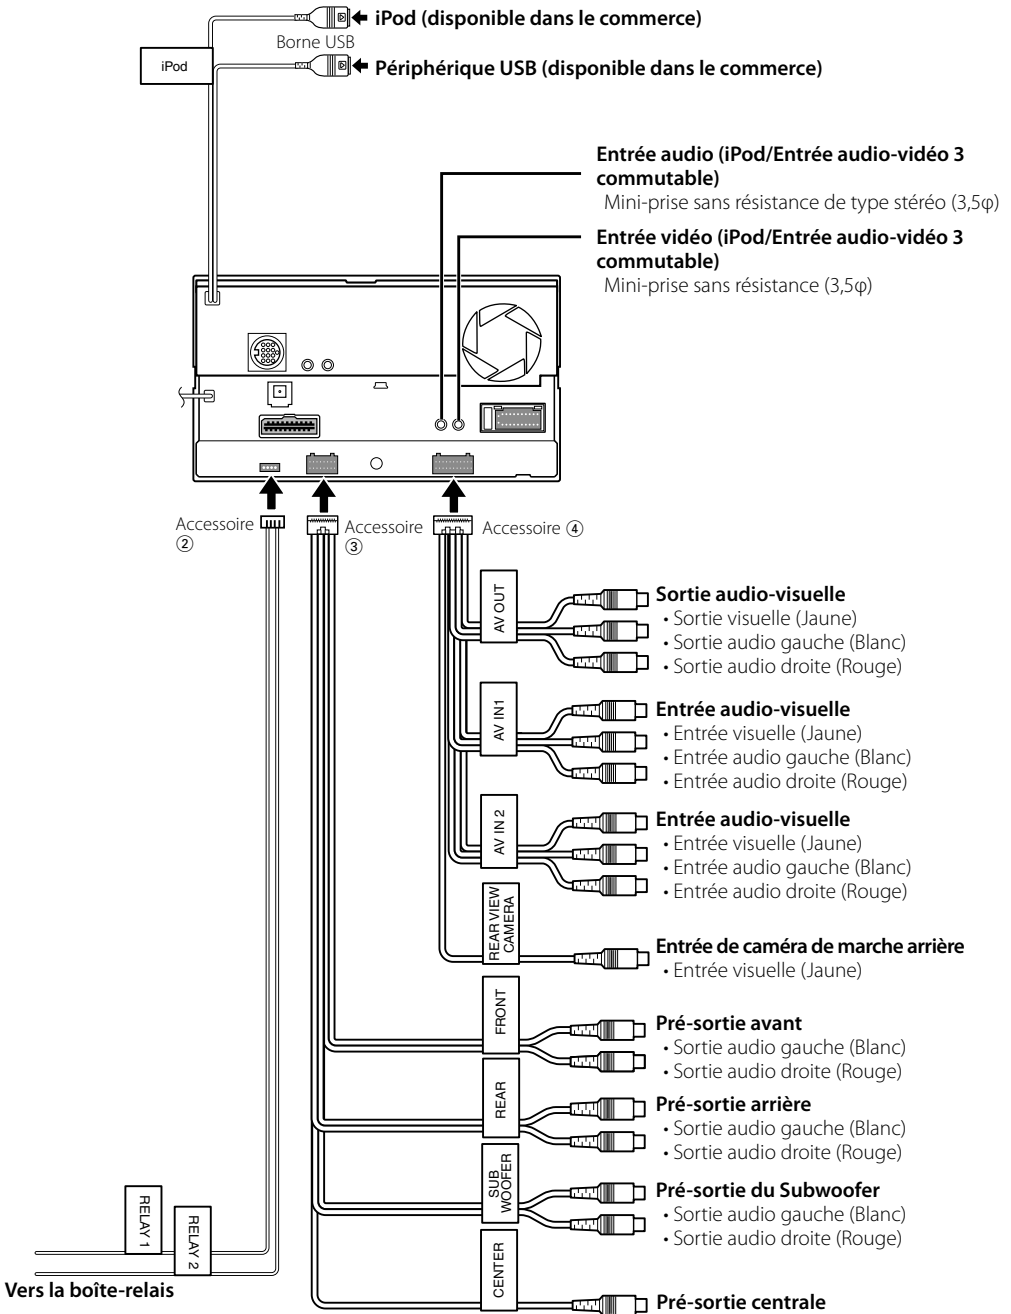 iPod (disponible dans le commerce)
Borne USB
iPod
Périphérique USB (disponible dans le commerce)
Entrée audio (iPod/Entrée audio-vidéo 3
commutable)
Mini-prise sans résistance de type stéréo (3,5φ)
Entrée vidéo (iPod/Entrée audio-vidéo 3
commutable)
Mini-prise sans résistance (3,5φ)
Accessoire
②
Accessoire
③
Accessoire ④
AV OUT
Sortie audio-visuelle
• Sortie visuelle (Jaune)
• Sortie audio gauche (Blanc)
• Sortie audio droite (Rouge)
AV IN1
Entrée audio-visuelle
• Entrée visuelle (Jaune)
• Entrée audio gauche (Blanc)
• Entrée audio droite (Rouge)
AV IN 2
Entrée audio-visuelle
• Entrée visuelle (Jaune)
• Entrée audio gauche (Blanc)
• Entrée audio droite (Rouge)
REAR VIEW
CAMERA
Entrée de caméra de marche arrière
• Entrée visuelle (Jaune)
FRONT
Pré-sortie avant
• Sortie audio gauche (Blanc)
• Sortie audio droite (Rouge)
REAR
Pré-sortie arrière
• Sortie audio gauche (Blanc)
• Sortie audio droite (Rouge)
SUB
WOOFER
Pré-sortie du Subwoofer
• Sortie audio gauche (Blanc)
• Sortie audio droite (Rouge)
RELAY 1
RELAY 2
Vers la boîte-relais
CENTER
Pré-sortie centrale